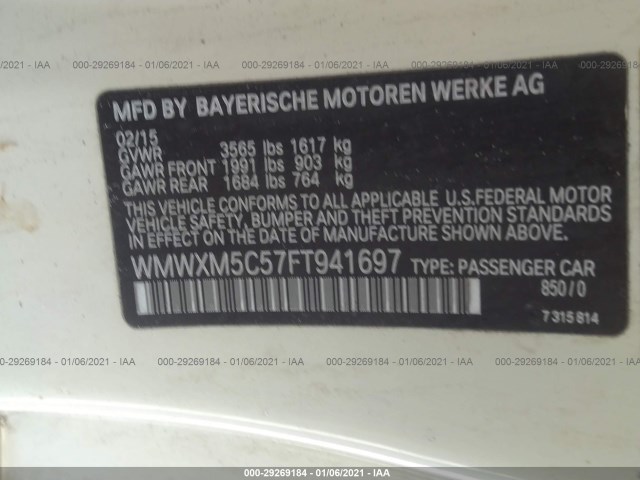 000-29269184 - 01/06/2021 - IAA 000-29269184 - 01/06/2021 - IAA 000-29269184 - 01/06/2021 - IAA
MFD BY BAYERISCHE MOTOREN WERKE AG
02/15
GVWR 3565 lbs 1617 kg
GAWR FRONT 1991 lbs 903 kg
GAWR REAR 1684 lbs 764 kg
THIS VEHICLE CONFORMS TO ALL APPLICABLE U.S.FEDERAL MOTOR
VEHICLE SAFETY, BUMPER AND THEFT PREVENTION STANDARDS
IN EFFECT ON THE DATE OF MANUFACTURE SHOWN ABOVE.
WMWXM5C57FT941697 TYPE: PASSENGER CAR
850/0
7315814
000-29269184 - 01/06/2021 - IAA 000-29269184 - 01/06/2021 - IAA 000-29269184 - 01/06/2021 - IAA
000-29269184 - 01/06/2021 - IAA